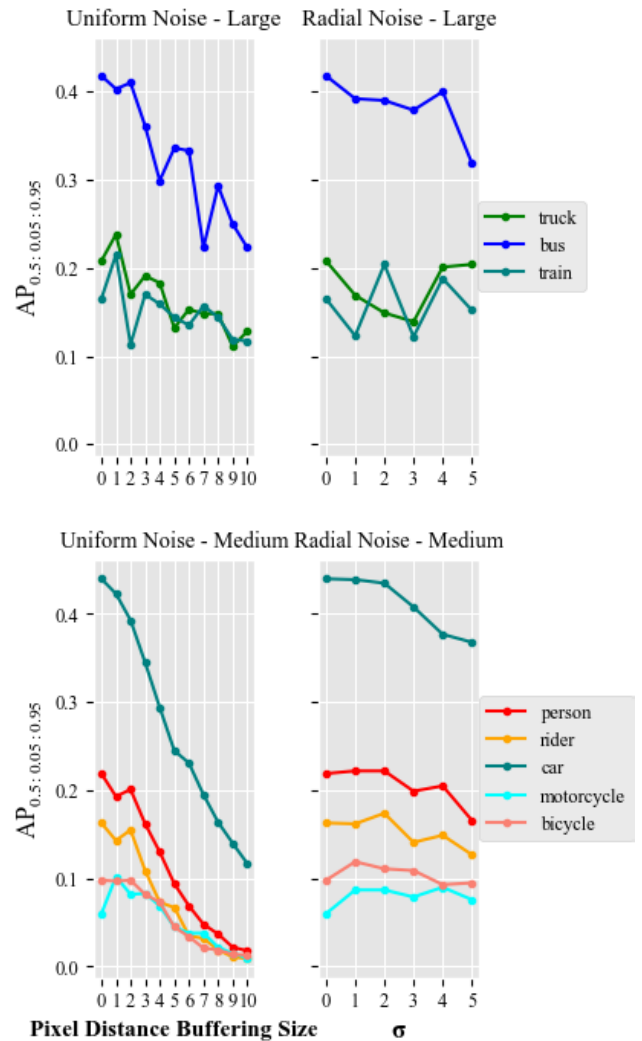 Uniform Noise - Large Radial Noise - Large
0.4
0.3
0.2
0.1
0.0
AP0.5: 0.05: 0.95
truck
bus
train
0 1 2 3 4 5 6 7 8 9 10
0 1 2 3 4 5
Uniform Noise - Medium Radial Noise - Medium
0.4
0.3
0.2
0.1
0.0
AP0.5: 0.05: 0.95
person
rider
car
motorcycle
bicycle
0 1 2 3 4 5 6 7 8 9 10
0 1 2 3 4 5
Pixel Distance Buffering Size σ